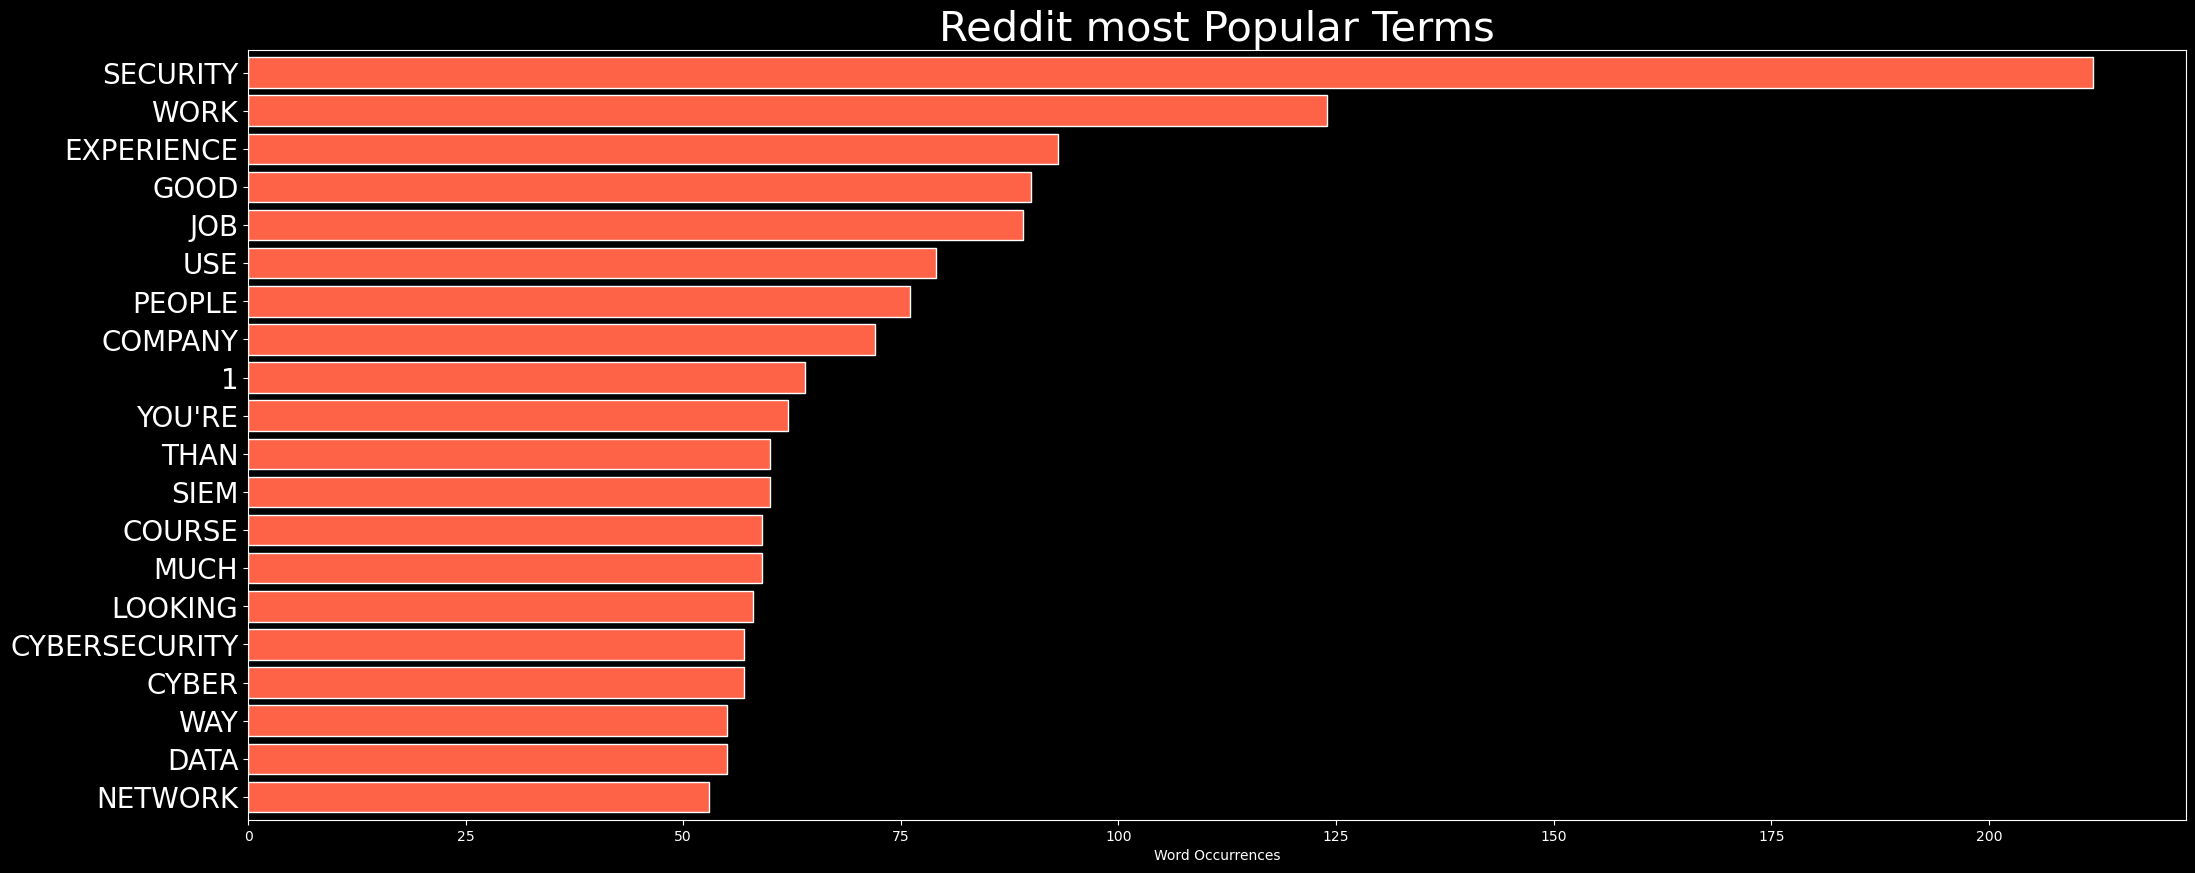 Reddit most Popular Terms
SECURITY
WORK
EXPERIENCE
GOOD
JOB
USE
PEOPLE
COMPANY
1
YOU'RE
THAN
SIEM
COURSE
MUCH
LOOKING
CYBERSECURITY
CYBER
WAY
DATA
NETWORK
0 25 50 75 100 125 150 175 200
Word Occurrences